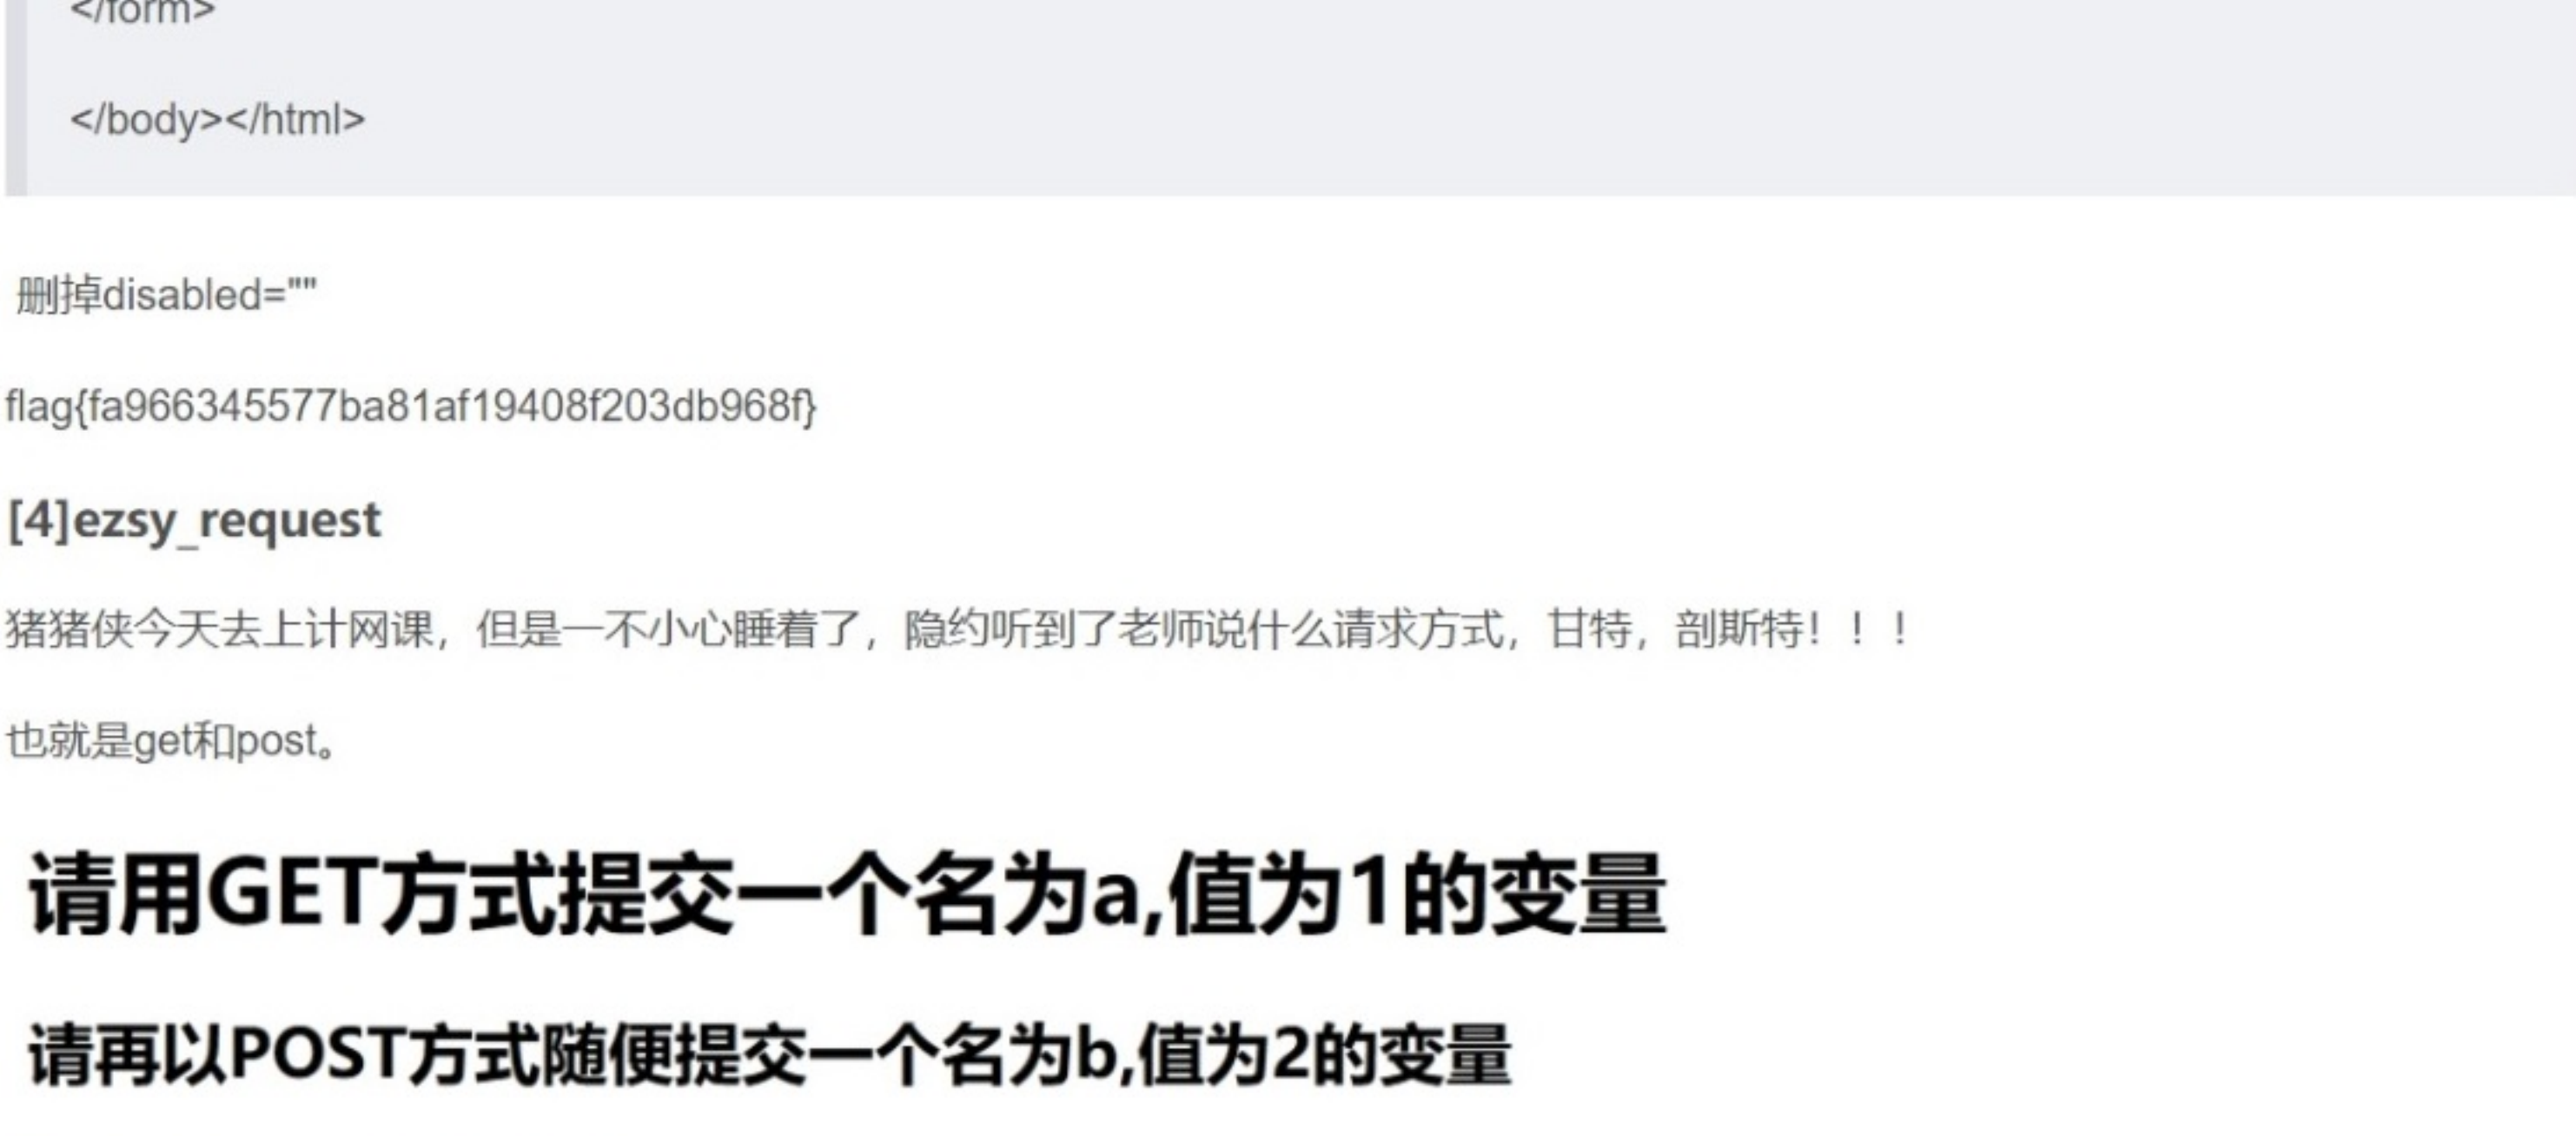 </form>
</body></html>
删掉disabled=""
flag{fa966345577ba81af19408f203db968f}
[4]ezsy_request
猪猪侠今天去上计网课，但是一不小心睡着了，隐约听到了老师说什么请求方式，甘特，剖斯特！！！
也就是get和post。
请用GET方式提交一个名为a,值为1的变量
请再以POST方式随便提交一个名为b,值为2的变量